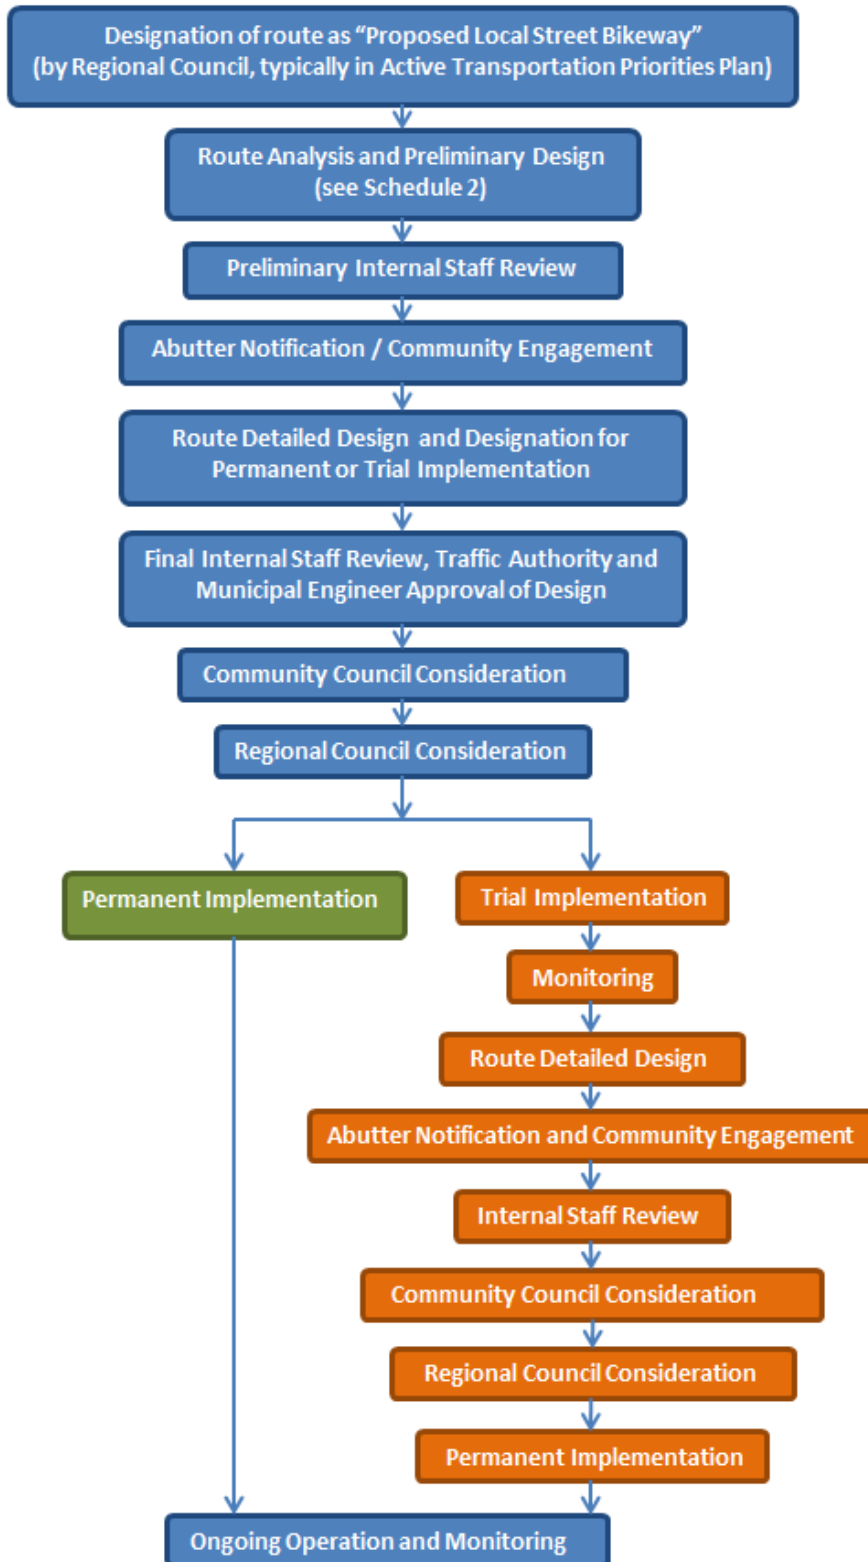 Designation of route as “Proposed Local Street Bikeway”
(by Regional Council, typically in Active Transportation Priorities Plan)
Route Analysis and Preliminary Design
(see Schedule 2)
Preliminary Internal Staff Review
Abutter Notification / Community Engagement
Route Detailed Design and Designation for
Permanent or Trial Implementation
Final Internal Staff Review, Traffic Authority and
Municipal Engineer Approval of Design
Community Council Consideration
Regional Council Consideration
Permanent Implementation
Trial Implementation
Monitoring
Route Detailed Design
Abutter Notification and Community Engagement
Internal Staff Review
Community Council Consideration
Regional Council Consideration
Permanent Implementation
Ongoing Operation and Monitoring